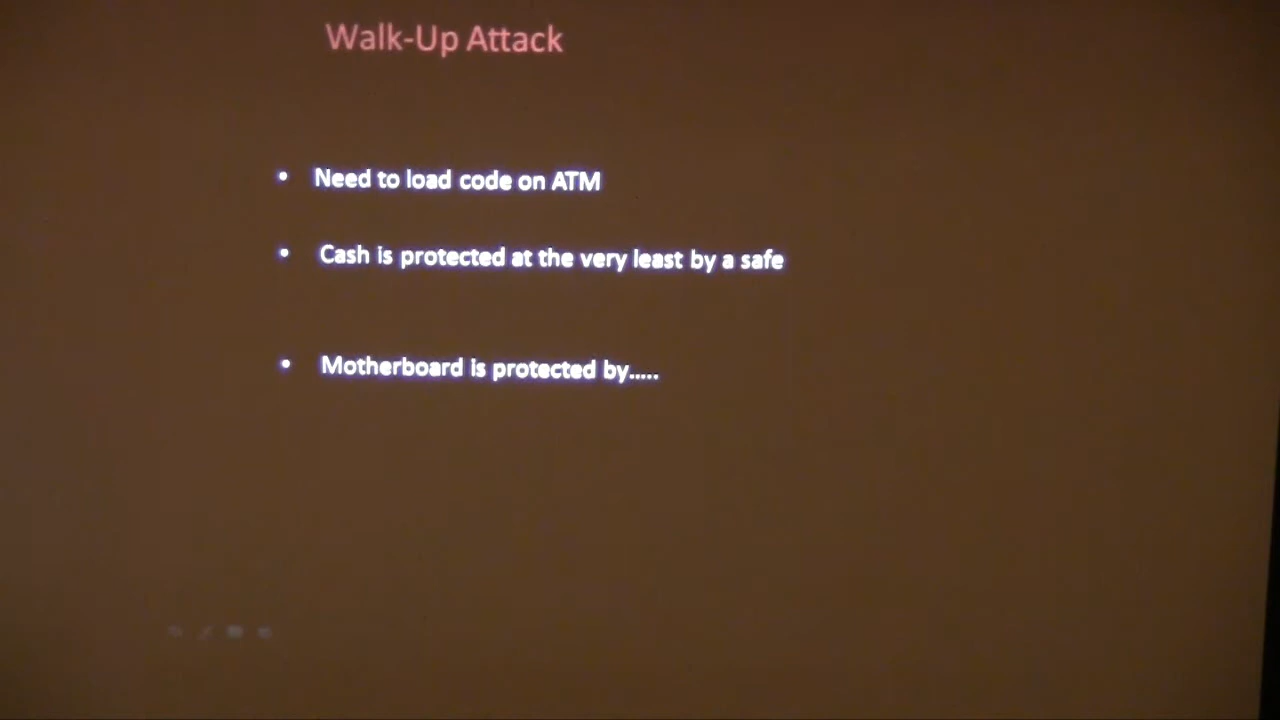 Walk-Up Attack
• Need to load code on ATM
• Cash is protected at the very least by a safe
• Motherboard is protected by.....